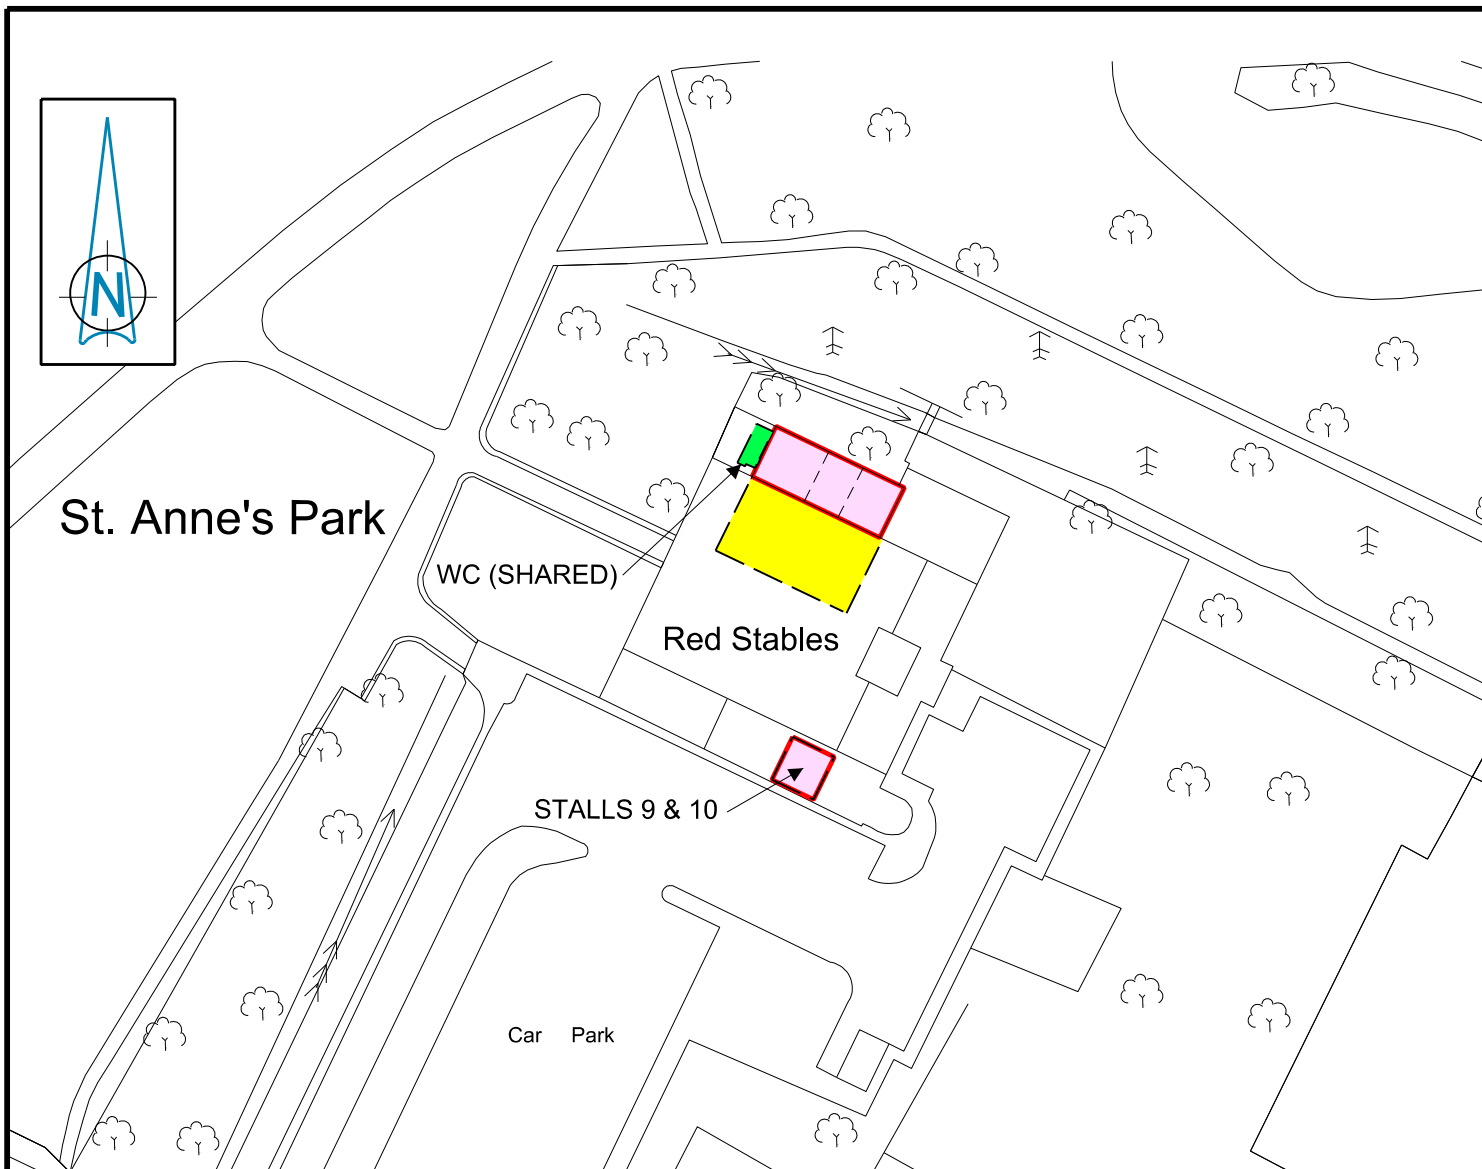 N
St. Anne's Park
WC (SHARED)
Red Stables
STALLS 9 & 10
Car Park